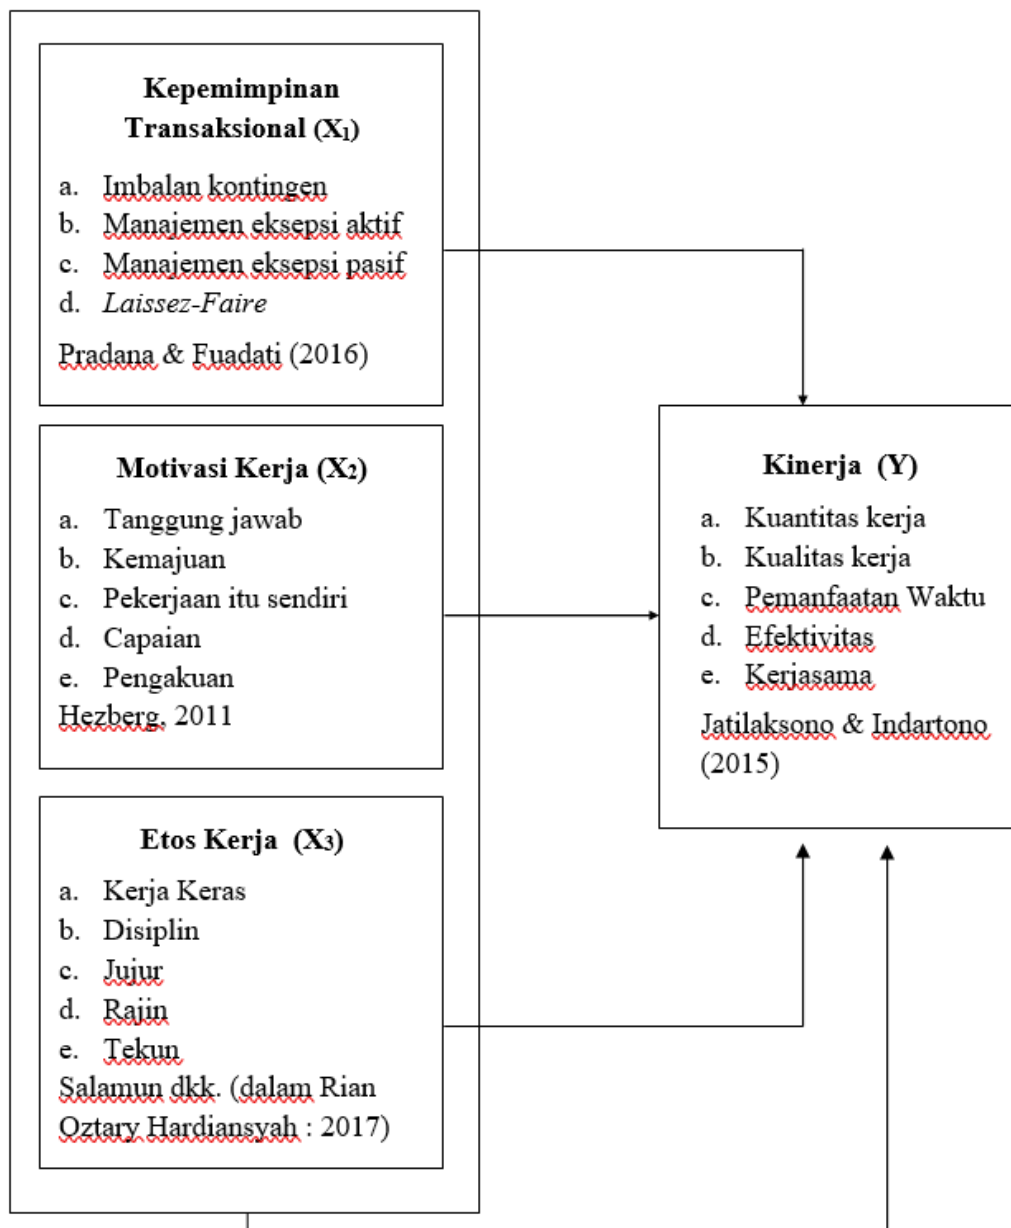 Kepemimpinan
Transaksional (X₁)
a. Imbalan kontingen
b. Manajemen eksepsi aktif
c. Manajemen eksepsi pasif
d. Laissez-Faire
Pradana & Fuadati (2016)
Motivasi Kerja (X₂)
a. Tanggung jawab
b. Kemajuan
c. Pekerjaan itu sendiri
d. Capaian
e. Pengakuan
Hezberg, 2011
Etos Kerja (X₃)
a. Kerja Keras
b. Disiplin
c. Jujur
d. Rajin
e. Tekun
Salamun dkk. (dalam Rian
Oztary Hardiansyah : 2017)
Kinerja (Y)
a. Kuantitas kerja
b. Kualitas kerja
c. Pemanfaatan Waktu
d. Efektivitas
e. Kerjasama
Jatilaksono & Indartono
(2015)